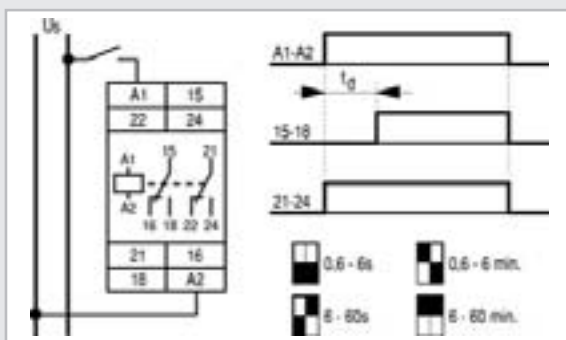 Us
A1 15
22 24
15 21
A1
A2
16 18 22 24
21 16
18 A2
A1-A2
td
15-18
21-24
0,6 - 6s 0,6 - 6 min.
6 - 60s 6 - 60 min.